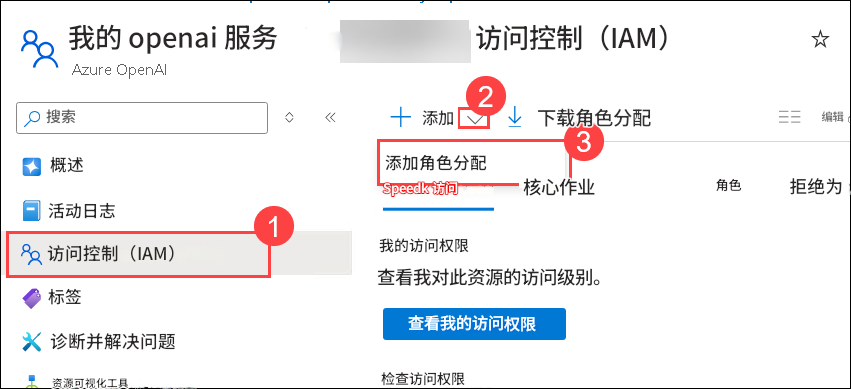 我的 openai 服务
访问控制（IAM）
Azure OpenAI
搜索
添加
下载角色分配
编辑
2
3
添加角色分配
Speedk 访问
核心作业
角色
拒绝为
概述
活动日志
1
访问控制（IAM）
标签
诊断并解决问题
资源可视化工具
我的访问权限
查看我对此资源的访问级别。
查看我的访问权限
检查访问权限